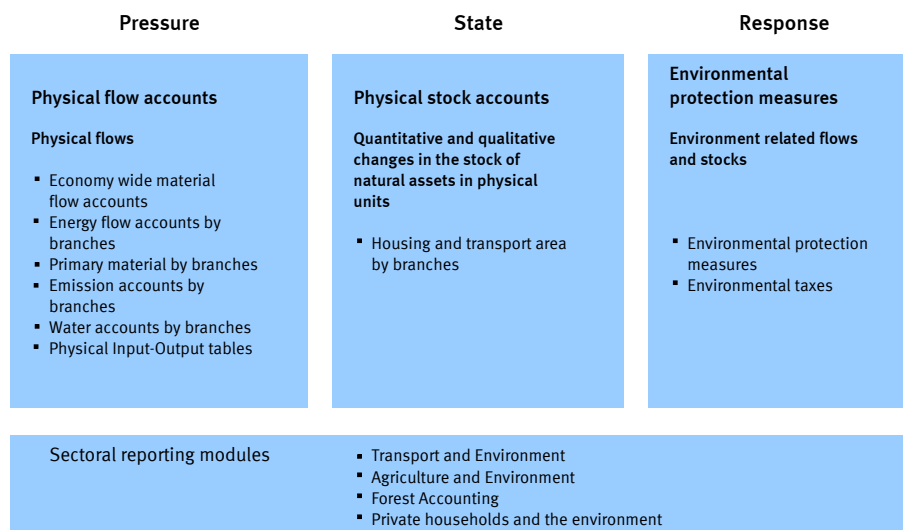 Pressure
State
Response
Physical flow accounts
Physical flows
▪ Economy wide material
flow accounts
▪ Energy flow accounts by
branches
▪ Primary material by branches
▪ Emission accounts by
branches
▪ Water accounts by branches
▪ Physical Input-Output tables
Physical stock accounts
Quantitative and qualitative
changes in the stock of
natural assets in physical
units
▪ Housing and transport area
by branches
Environmental
protection measures
Environment related flows
and stocks
▪ Environmental protection
measures
▪ Environmental taxes
Sectoral reporting modules
▪ Transport and Environment
▪ Agriculture and Environment
▪ Forest Accounting
▪ Private households and the environment